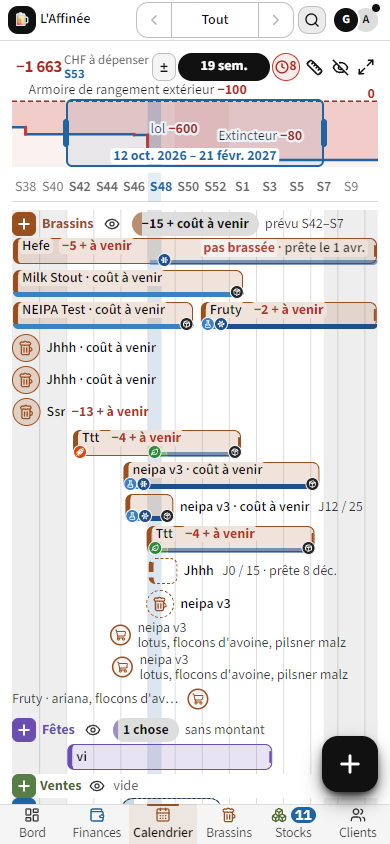 L'Affinée
Tout
G
A
−1 663 CHF à dépenser
S53
±
19 sem.
8
Armoire de rangement extérieur −100
0
lol −600
Extincteur −80
12 oct. 2026 – 21 févr. 2027
S38 S40 S42 S44 S46 S48 S50 S52 S1 S3 S5 S7 S9
Brassins
−15 + coût à venir
prévu S42–S7
Hefe −5 + à venir
pas brassée · prête le 1 avr.
Milk Stout · coût à venir
NEIPA Test · coût à venir
Fruty −2 + à venir
Jhhh · coût à venir
Jhhh · coût à venir
Ssr −13 + à venir
Ttt −4 + à venir
neipa v3 · coût à venir
neipa v3 · coût à venir J12 / 25
Ttt −4 + à venir
Jhhh J0 / 15 · prête 8 déc.
neipa v3
neipa v3
lotus, flocons d'avoine, pilsner malz
neipa v3
lotus, flocons d'avoine, pilsner malz
Fruty · ariana, flocons d'av…
Fêtes
1 chose
sans montant
vi
Ventes
vide
Bord
Finances
Calendrier
Brassins
Stocks
11
Clients